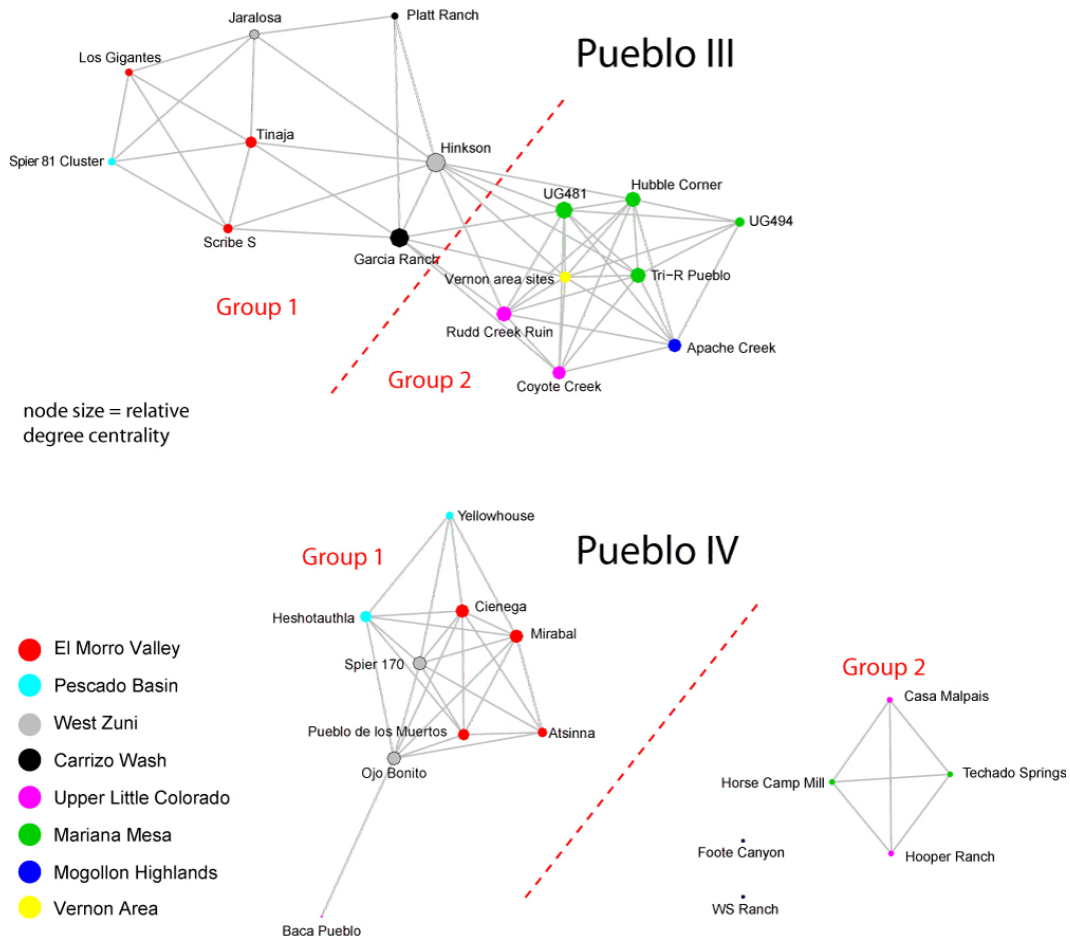 Jaralosa
Platt Ranch
Pueblo III
Los Gigantes
Tinaja
Hinkson
Spier 81 Cluster
UG481
Hubble Corner
UG494
Scribe S
Garcia Ranch
Vernon area sites
Tri-R Pueblo
Group 1
Rudd Creek Ruin
Apache Creek
Group 2
Coyote Creek
node size = relative
degree centrality
Yellowhouse
Group 1
Pueblo IV
Heshotauthla
Cienega
Mirabal
Spier 170
Pueblo de los Muertos
Atsinna
Ojo Bonito
Baca Pueblo
Group 2
Casa Malpais
Horse Camp Mill
Techado Springs
Foote Canyon
Hooper Ranch
WS Ranch
El Morro Valley
Pescado Basin
West Zuni
Carrizo Wash
Upper Little Colorado
Mariana Mesa
Mogollon Highlands
Vernon Area